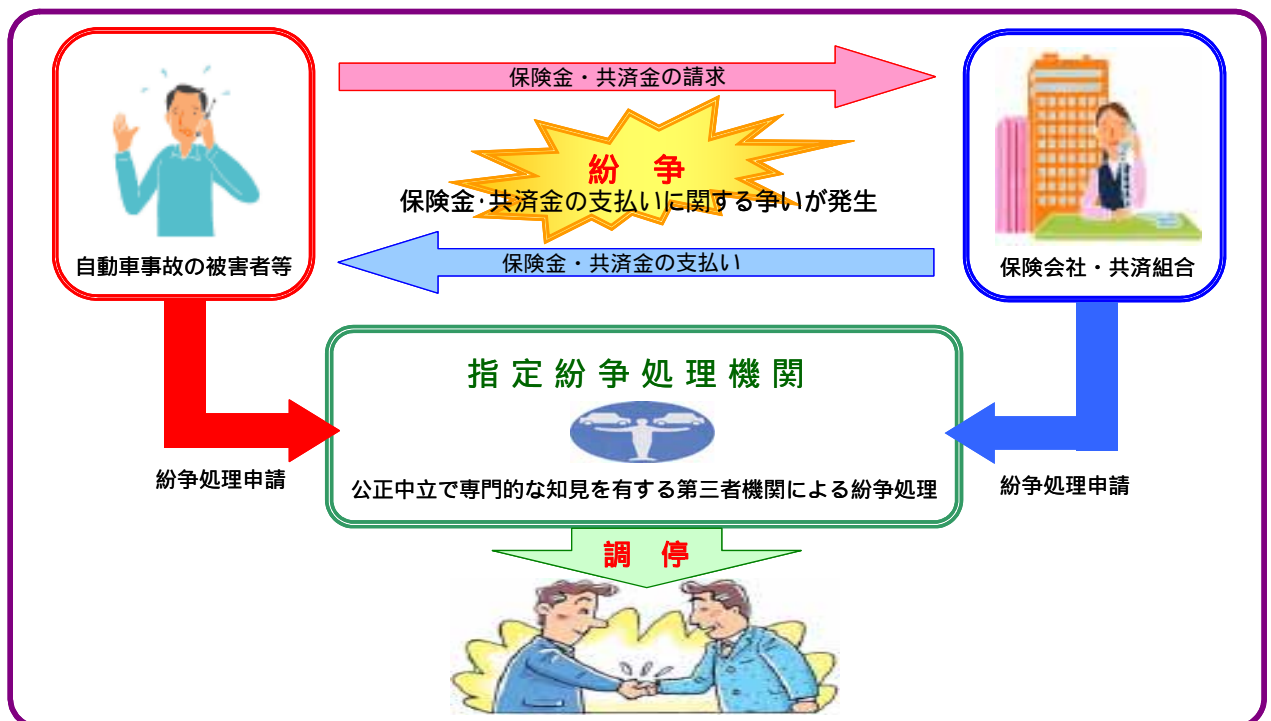 保険金・共済金の請求
紛 争
保険金・共済金の支払いに関する争いが発生
保険金・共済金の支払い
自動車事故の被害者等
保険会社・共済組合
指定紛争処理機関
公正中立で専門的な知見を有する第三者機関による紛争処理
紛争処理申請
紛争処理申請
調 停